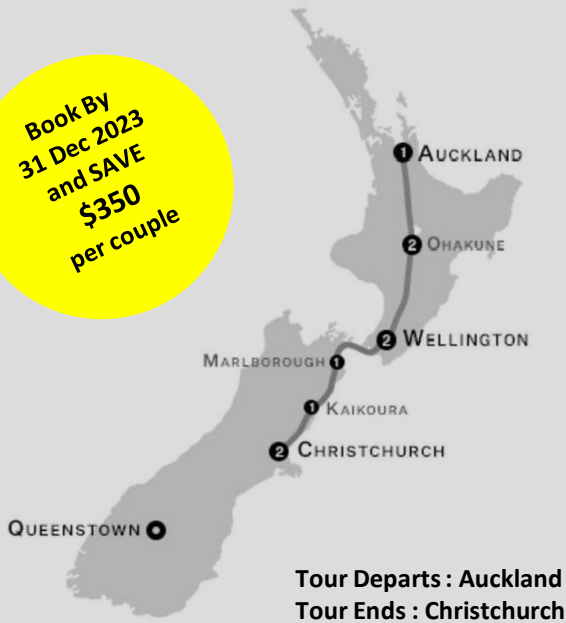 Book By
31 Dec 2023
and SAVE
$350
per couple
1 AUCKLAND
2 OHAKUNE
2 WELLINGTON
MARLBOROUGH 1
1 KAIKOURA
2 CHRISTCHURCH
QUEENSTOWN
Tour Departs : Auckland
Tour Ends : Christchurch